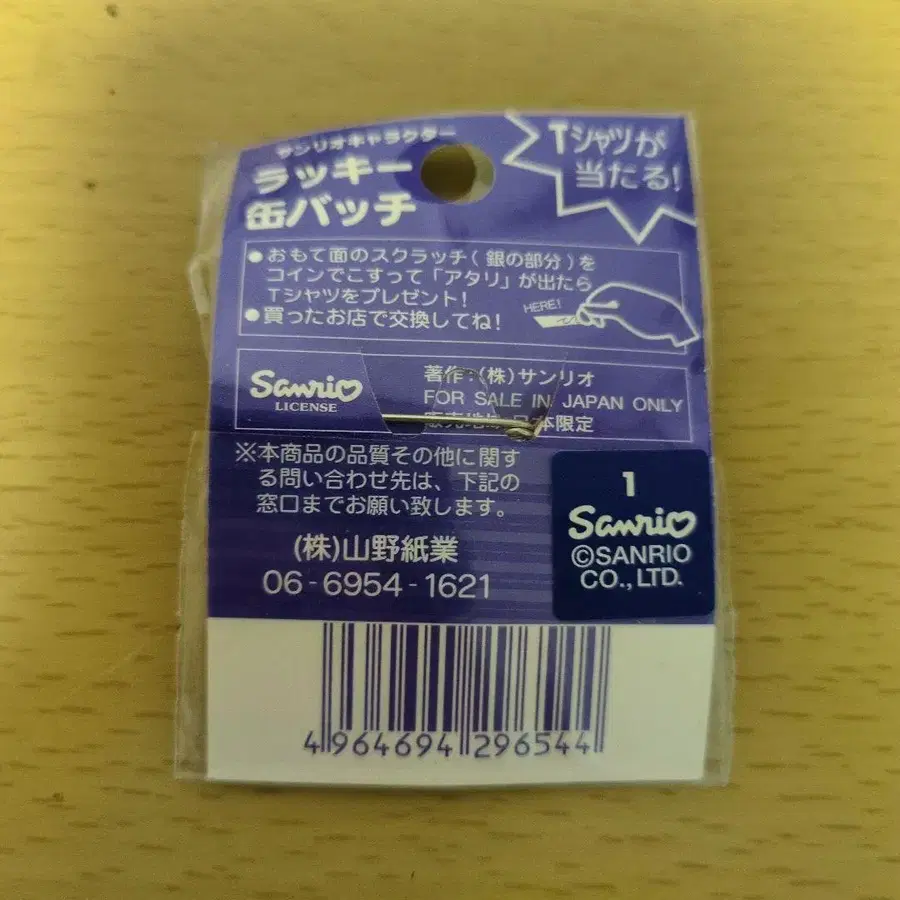 サンリオキャラクター
ラッキー
缶バッチ
Tシャツが
当たる!
●おもて面のスクラッチ(銀の部分)を
コインでこすって「アタリ」が出たら
Tシャツをプレゼント!
●買ったお店で交換してね!
HERE!
Sanrio
LICENSE
著作:(株)サンリオ
FOR SALE IN JAPAN ONLY
販売地域 日本限定
※本商品の品質その他に関す
る問い合わせ先は、下記の
窓口までお願い致します。
(株)山野紙業
06-6954-1621
1
Sanrio
©SANRIO
CO., LTD.
4 964694 296544